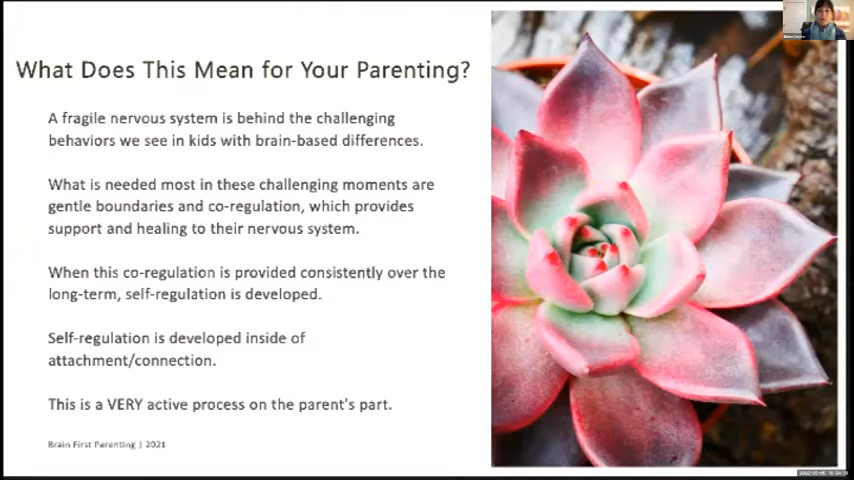 What Does This Mean for Your Parenting?
A fragile nervous system is behind the challenging
behaviors we see in kids with brain-based differences.
What is needed most in these challenging moments are
gentle boundaries and co-regulation, which provides
support and healing to their nervous system.
When this co-regulation is provided consistently over the
long-term, self-regulation is developed.
Self-regulation is developed inside of
attachment/connection.
This is a VERY active process on the parent's part.
Brain First Parenting | 2021